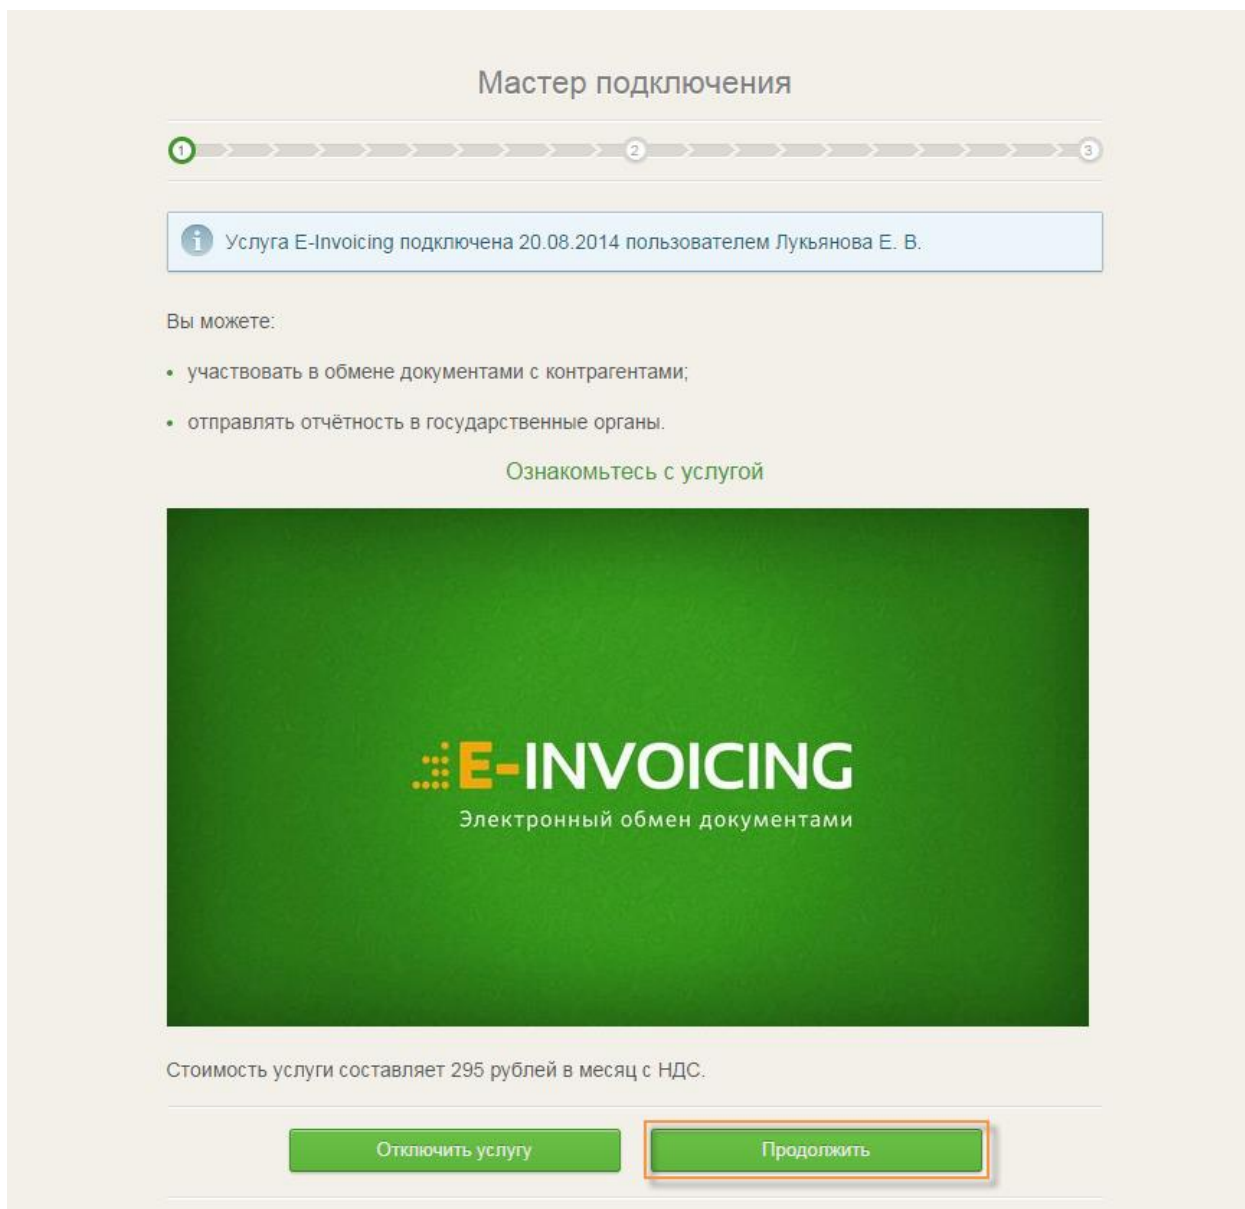 Мастер подключения
1 2 3
Услуга E-Invoicing подключена 20.08.2014 пользователем Лукьянова Е. В.
Вы можете:
• участвовать в обмене документами с контрагентами;
• отправлять отчётность в государственные органы.
Ознакомьтесь с услугой
E-INVOICING
Электронный обмен документами
Стоимость услуги составляет 295 рублей в месяц с НДС.
Отключить услугу Продолжить